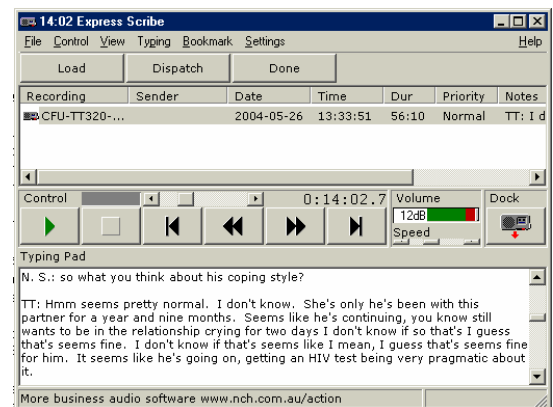 14:02 Express Scribe
File Control View Typing Bookmark Settings Help
Load Dispatch Done
Recording Sender Date Time Dur Priority Notes
CFU-TT320-... 2004-05-26 13:33:51 56:10 Normal TT: I d
Control 0:14:02.7 Volume Dock
12dB
Speed
Typing Pad
N. S.: so what you think about his coping style?
TT: Hmm seems pretty normal. I don't know. She's only he's been with this
partner for a year and nine months. Seems like he's continuing, you know still
wants to be in the relationship crying for two days I don't know if so that's I guess
that's seems fine. I don't know if that's seems like I mean, I guess that's seems fine
for him. It seems like he's going on, getting an HIV test being very pragmatic about
it.
More business audio software www.nch.com.au/action